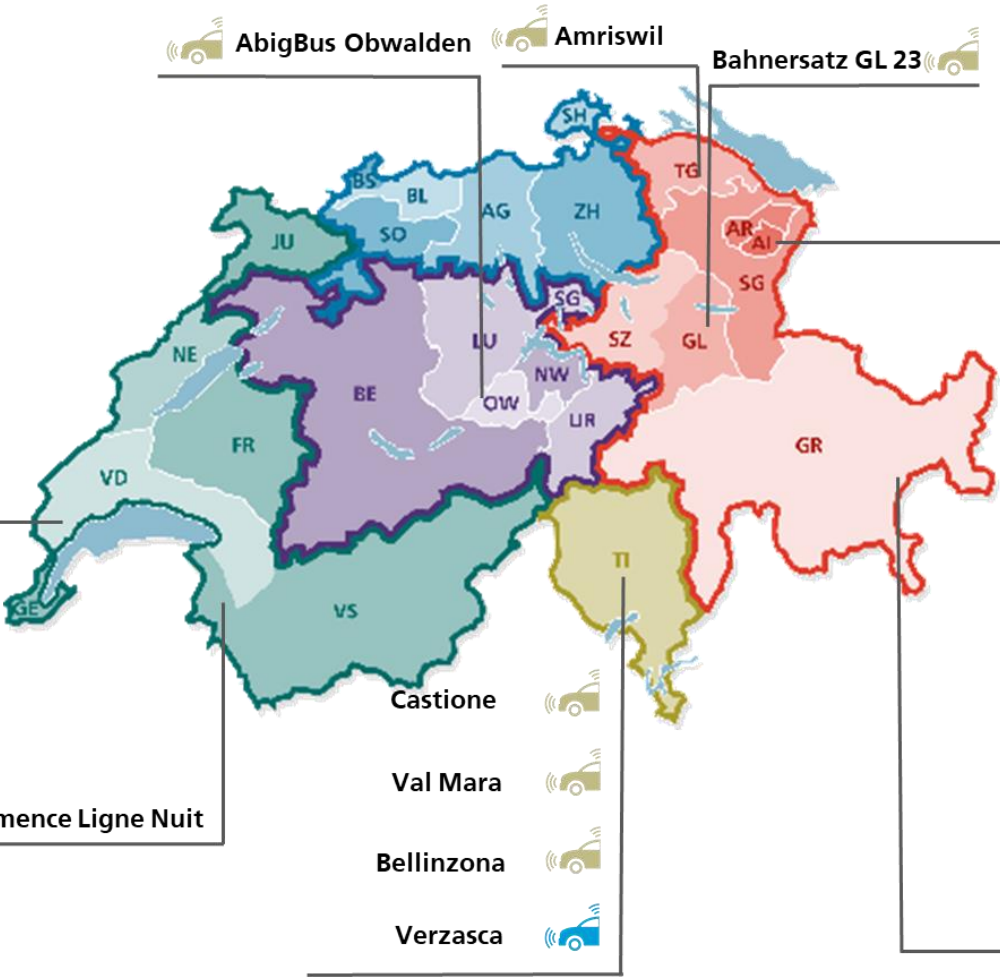 AbigBus Obwalden
Amriswil
Bahnersatz GL 23
SH
TG
BS
BL
AG
ZH
SO
AR
AI
JU
SG
SG
LU
SZ
GL
NE
NW
BE
OW
UR
FR
GR
VD
TI
GE
VS
Castione
Val Mara
mence Ligne Nuit
Bellinzona
Verzasca